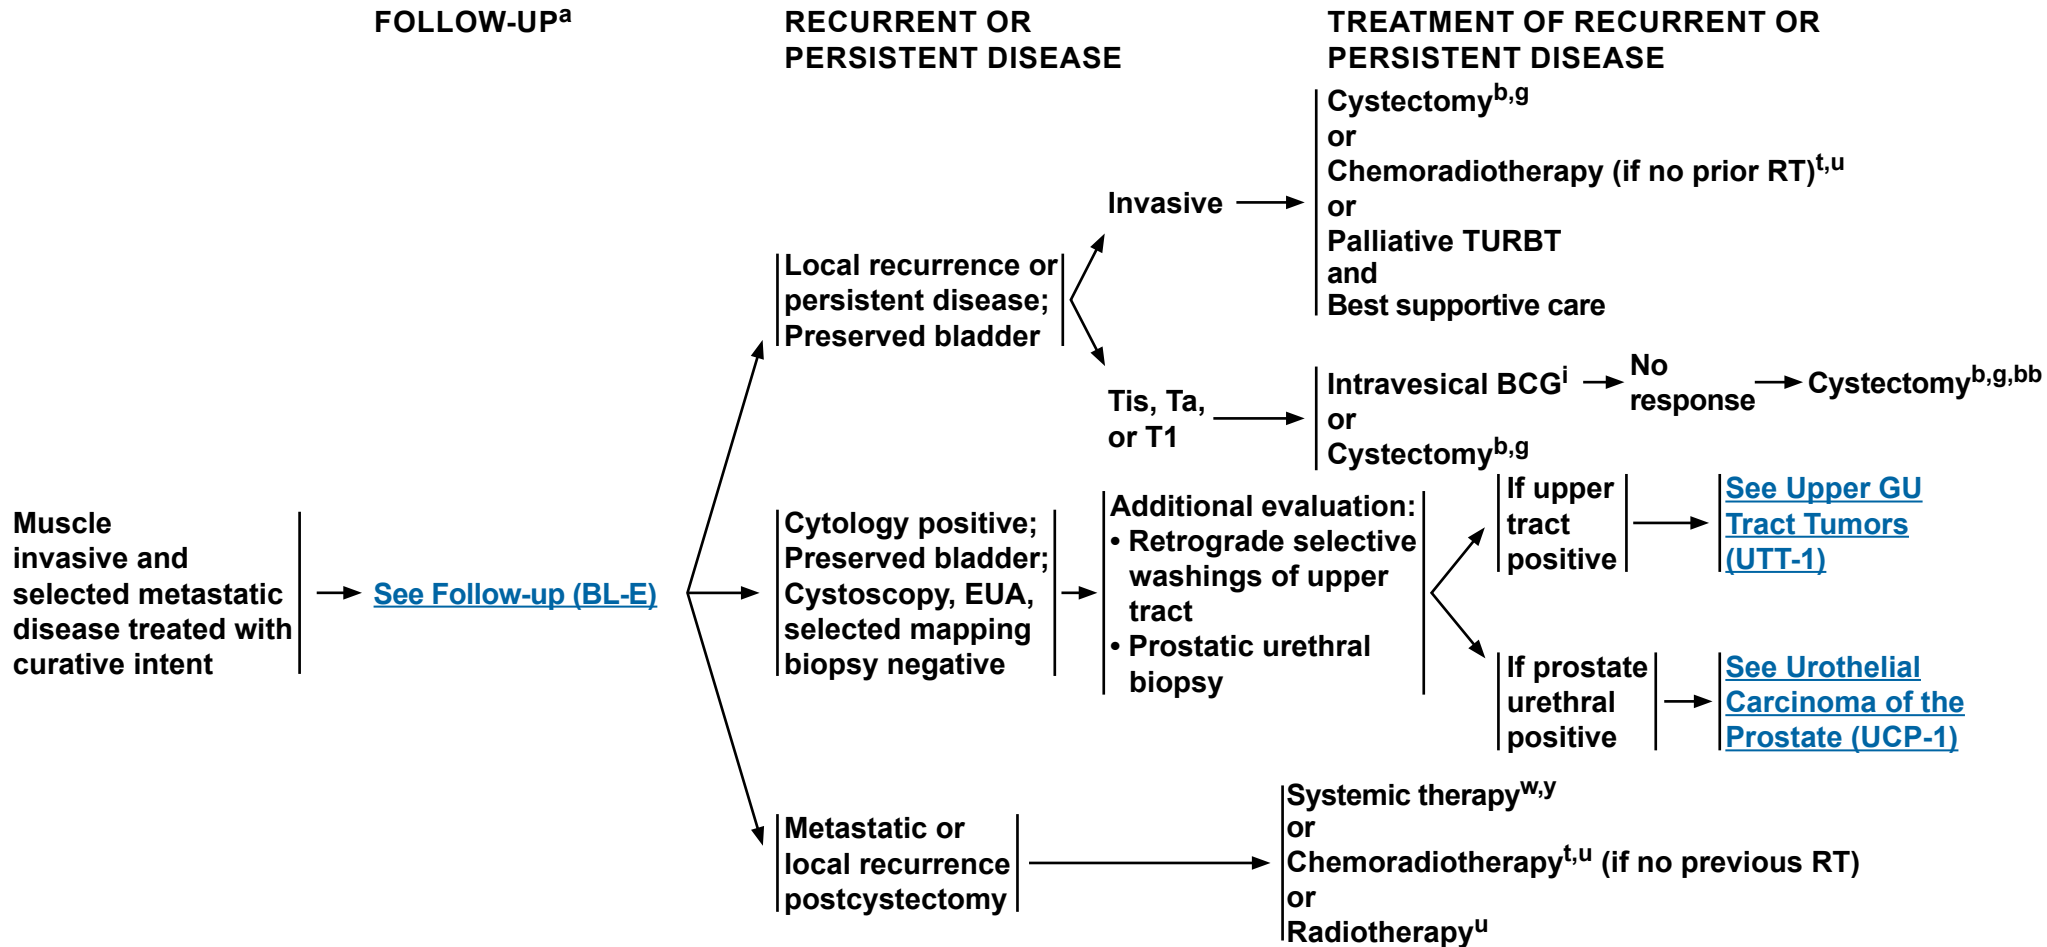 FOLLOW-UPa
RECURRENT OR
PERSISTENT DISEASE
TREATMENT OF RECURRENT OR
PERSISTENT DISEASE
Muscle
invasive and
selected metastatic
disease treated with
curative intent
See Follow-up (BL-E)
Local recurrence or
persistent disease;
Preserved bladder
Invasive
Cystectomyb,g
or
Chemoradiotherapy (if no prior RT)t,u
or
Palliative TURBT
and
Best supportive care
Tis, Ta,
or T1
Intravesical BCGi
or
Cystectomyb,g
No
response
Cystectomyb,g,bb
Cytology positive;
Preserved bladder;
Cystoscopy, EUA,
selected mapping
biopsy negative
Additional evaluation:
• Retrograde selective
washings of upper
tract
• Prostatic urethral
biopsy
If upper
tract
positive
See Upper GU
Tract Tumors
(UTT-1)
If prostate
urethral
positive
See Urothelial
Carcinoma of the
Prostate (UCP-1)
Metastatic or
local recurrence
postcystectomy
Systemic therapyw,y
or
Chemoradiotherapyt,u (if no previous RT)
or
Radiotherapyu